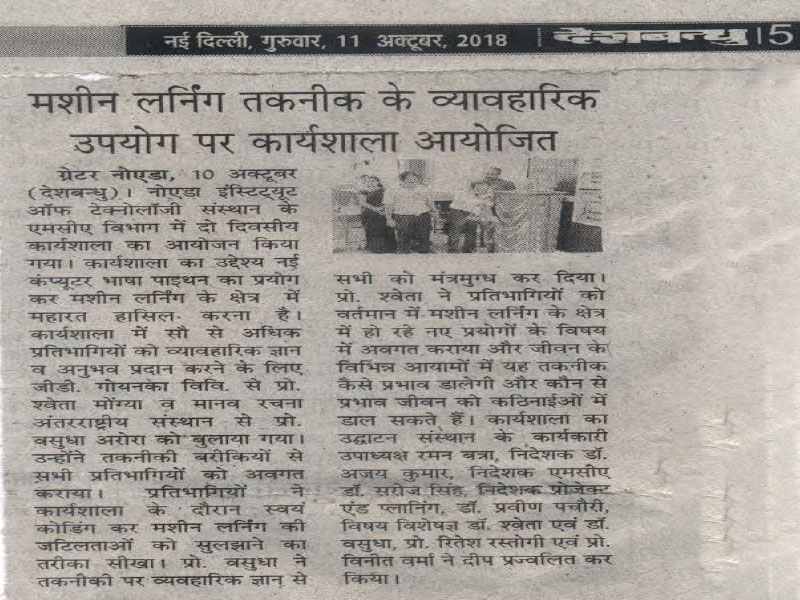 नई दिल्ली, गुरुवार, 11 अक्टूबर, 2018 देशबन्धु 5
मशीन लर्निंग तकनीक के व्यावहारिक
उपयोग पर कार्यशाला आयोजित
ग्रेटर नोएडा, 10 अक्टूबर
(देशबन्धु)। नोएडा इंस्टिट्यूट
ऑफ टेक्नोलॉजी संस्थान के
एमसीए विभाग में दो दिवसीय
कार्यशाला का आयोजन किया
गया। कार्यशाला का उद्देश्य नई
कंप्यूटर भाषा पाइथन का प्रयोग
कर मशीन लर्निंग के क्षेत्र में
महारत हासिल करना है।
कार्यशाला में सौ से अधिक
प्रतिभागियों को व्यावहारिक ज्ञान
व अनुभव प्रदान करने के लिए
जीडी. गोयनका विवि. से प्रो.
श्वेता मोंग्या व मानव रचना
अंतरराष्ट्रीय संस्थान से प्रो.
वसुधा अरोरा को बुलाया गया।
उन्होंने तकनीकी बरीकियों से
सभी प्रतिभागियों को अवगत
कराया। प्रतिभागियों ने
कार्यशाला के दौरान स्वयं
कोडिंग कर मशीन लर्निंग की
जटिलताओं को सुलझाने का
तरीका सीखा। प्रो. वसुधा ने
तकनीकी पर व्यवहारिक ज्ञान से
सभी को मंत्रमुग्ध कर दिया।
प्रो. श्वेता ने प्रतिभागियों को
वर्तमान में मशीन लर्निंग के क्षेत्र
में हो रहे नए प्रयोगों के विषय
में अवगत कराया और जीवन के
विभिन्न आयामों में यह तकनीक
कैसे प्रभाव डालेगी और कौन से
प्रभाव जीवन को कठिनाईओं में
डाल सकते हैं। कार्यशाला का
उद्घाटन संस्थान के कार्यकारी
उपाध्यक्ष रमन बत्रा, निदेशक डॉ.
अजय कुमार, निदेशक एमसीए
डॉ. सरोज सिंह, निदेशक प्रोजेक्ट
एंड प्लानिंग, डॉ. प्रवीण पचौरी,
विषय विशेषज्ञ डॉ. श्वेता एवं डॉ.
वसुधा, प्रो. रितेश रस्तोगी एवं प्रो.
विनीत वर्मा ने दीप प्रज्वलित कर
किया।